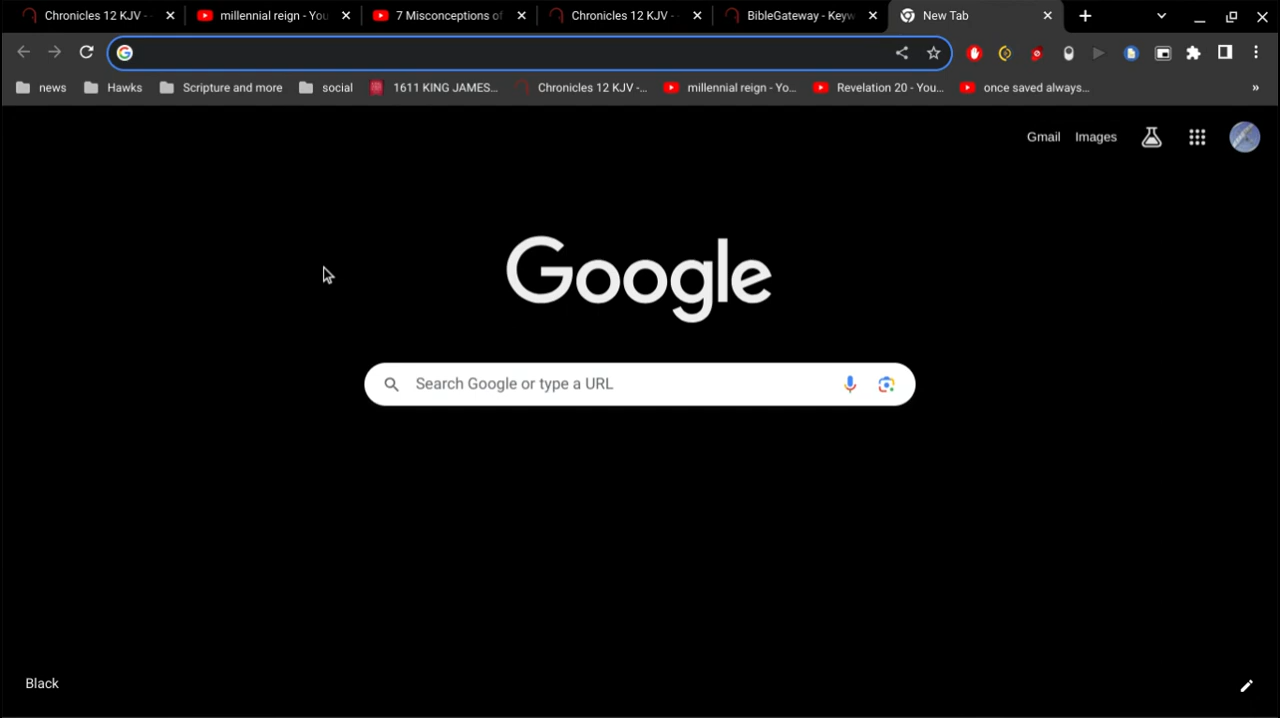 Chronicles 12 KJV - millennial reign - You 7 Misconceptions of Chronicles 12 KJV - BibleGateway - Keyw New Tab
news Hawks Scripture and more social 1611 KING JAMES... Chronicles 12 KJV -... millennial reign - Yo... Revelation 20 - You... once saved always... »
Gmail Images
Google
Search Google or type a URL
Black